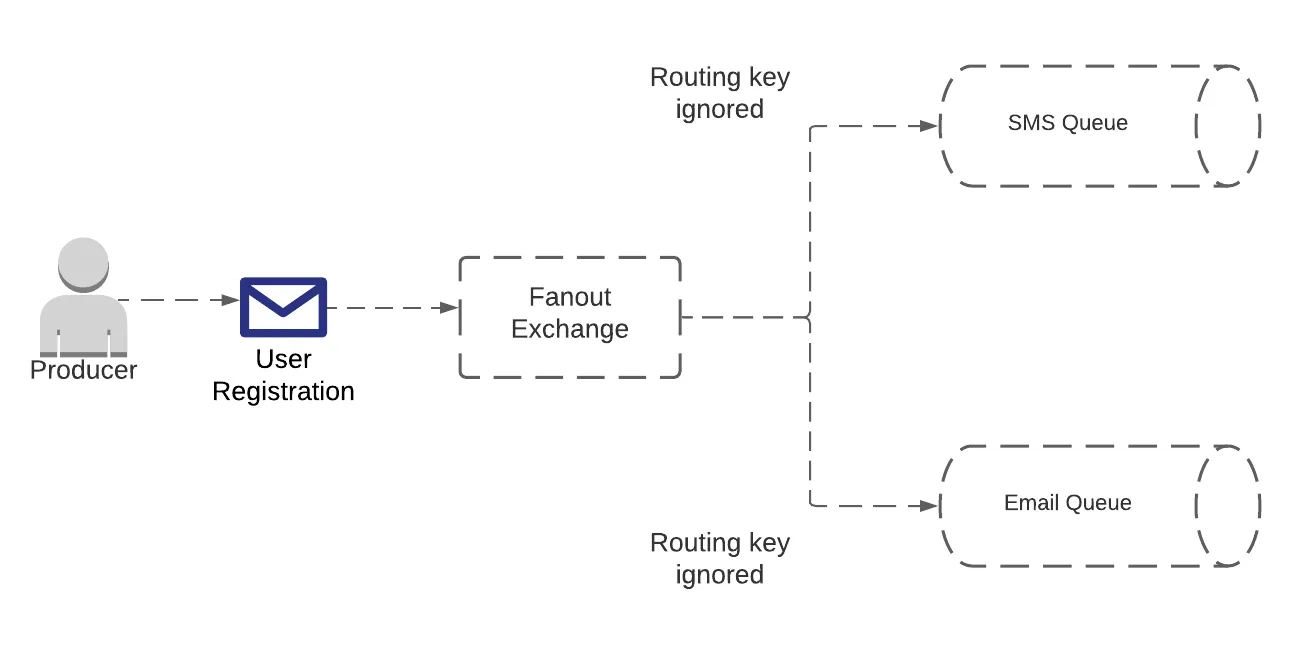 Routing key
ignored
SMS Queue
Producer
User
Registration
Fanout
Exchange
Email Queue
Routing key
ignored